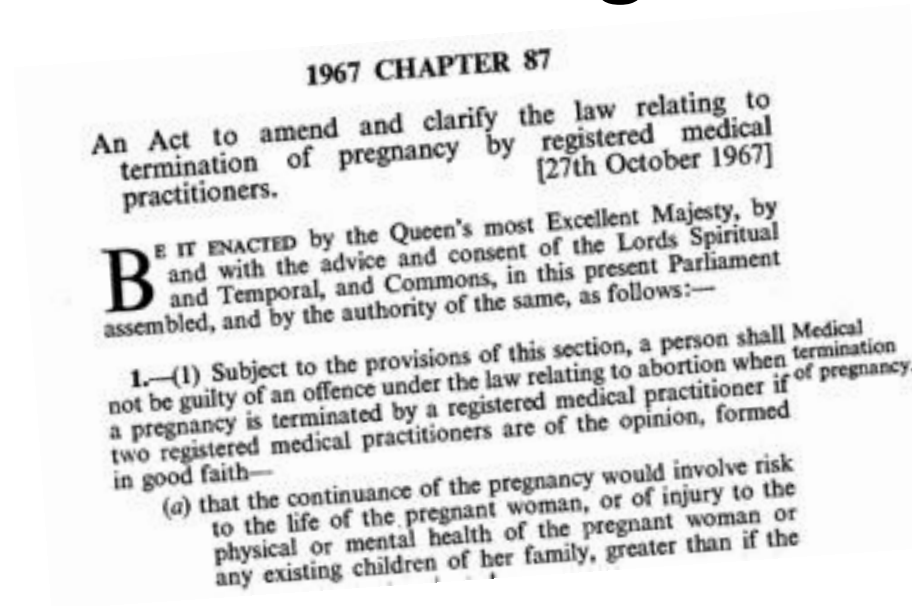 1967 CHAPTER 87
An Act to amend and clarify the law relating to
termination of pregnancy by registered medical
practitioners. [27th October 1967]
BE IT ENACTED by the Queen's most Excellent Majesty, by
and with the advice and consent of the Lords Spiritual
and Temporal, and Commons, in this present Parliament
assembled, and by the authority of the same, as follows:—
1.—(1) Subject to the provisions of this section, a person shall
not be guilty of an offence under the law relating to abortion when
a pregnancy is terminated by a registered medical practitioner if
two registered medical practitioners are of the opinion, formed
in good faith—
Medical
termination
of pregnancy.
(a) that the continuance of the pregnancy would involve risk
to the life of the pregnant woman, or of injury to the
physical or mental health of the pregnant woman or
any existing children of her family, greater than if the